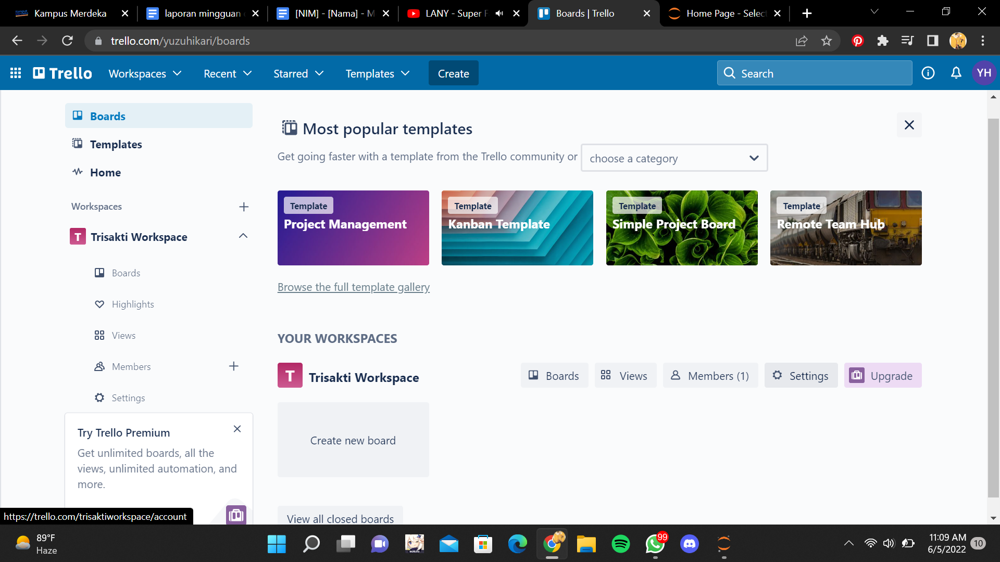 Kampus Merdeka
laporan mingguan
[NIM] - [Nama] - M
LANY - Super F
Boards | Trello
Home Page - Select
trello.com/yuzuhikari/boards
Trello
Workspaces
Recent
Starred
Templates
Create
Search
YH
Boards
Templates
Home
Workspaces
T
Trisakti Workspace
Boards
Highlights
Views
Members
Settings
Try Trello Premium
Get unlimited boards, all the
views, unlimited automation, and
more.
https://trello.com/trisaktiworkspace/account
Most popular templates
Get going faster with a template from the Trello community or
choose a category
Template
Project Management
Template
Kanban Template
Template
Simple Project Board
Template
Remote Team Hub
Browse the full template gallery
YOUR WORKSPACES
T
Trisakti Workspace
Boards
Views
Members (1)
Settings
Upgrade
Create new board
View all closed boards
89°F
Haze
99
11:09 AM
6/5/2022
10